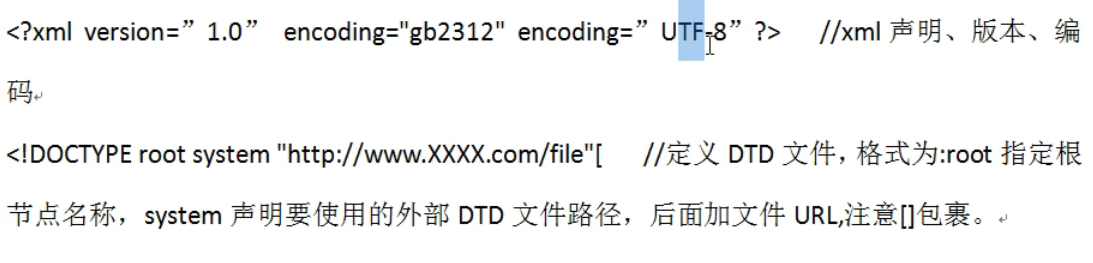 <?xml version=” 1.0” encoding="gb2312" encoding=” UTF-8” ?> //xml 声明、版本、编
码
<!DOCTYPE root system "http://www.XXXX.com/file"[ //定义 DTD 文件，格式为:root 指定根
节点名称，system 声明要使用的外部 DTD 文件路径，后面加文件 URL,注意[]包裹。